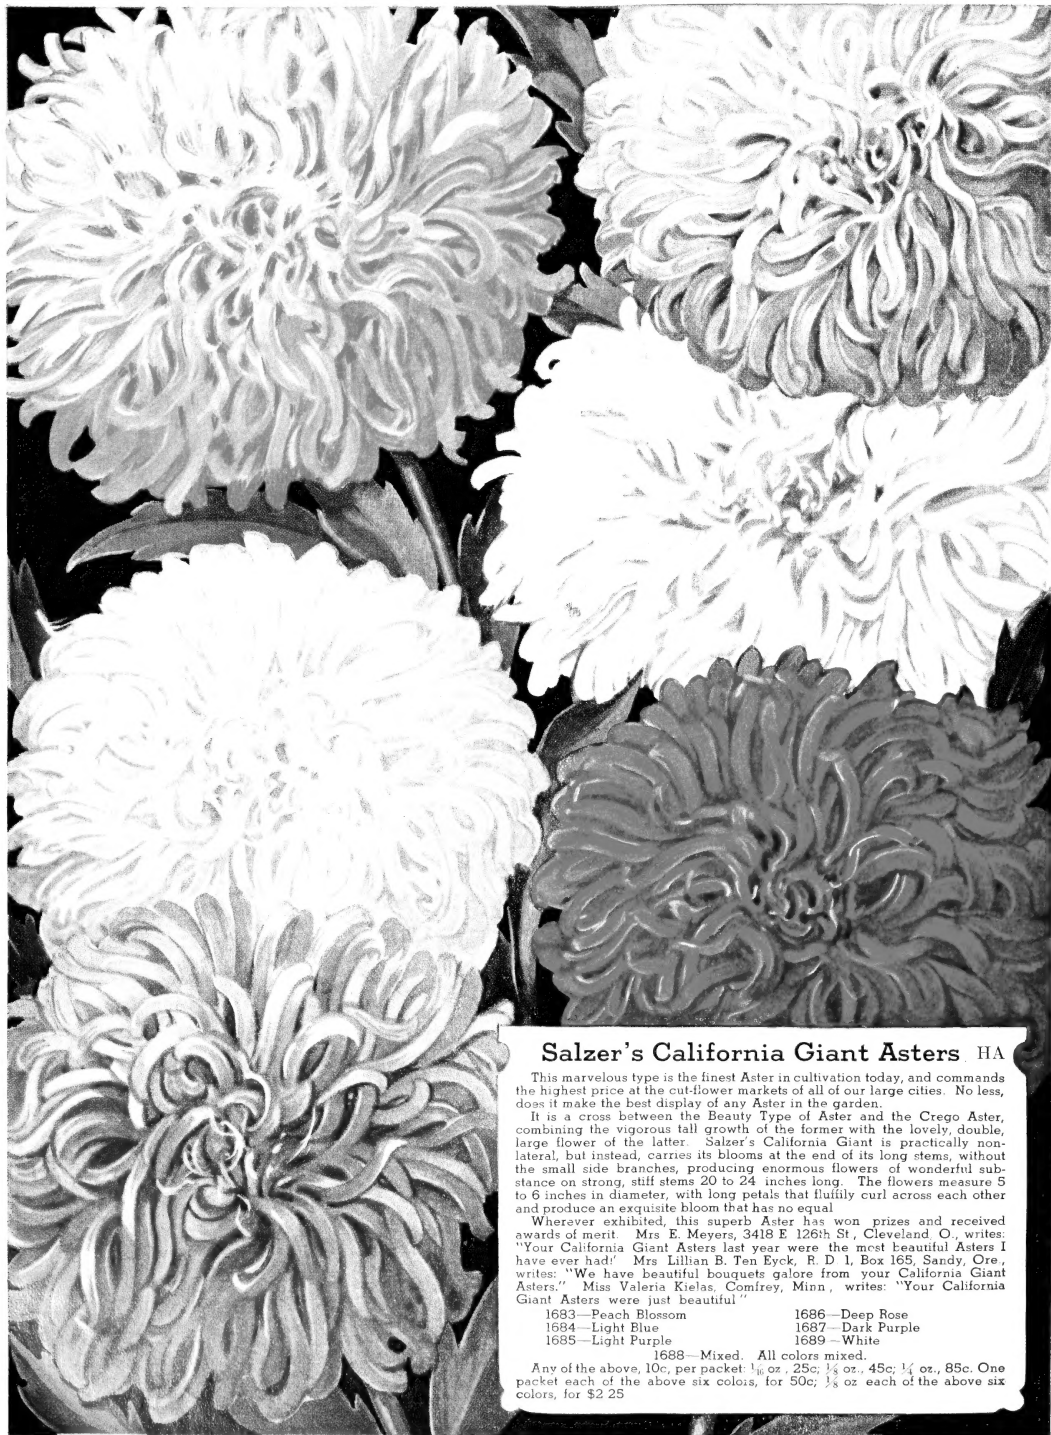 Salzer's California Giant Asters HA
This marvelous type is the finest Aster in cultivation today, and commands
the highest price at the cut-flower markets of all of our large cities. No less,
does it make the best display of any Aster in the garden.
It is a cross between the Beauty Type of Aster and the Crego Aster,
combining the vigorous tall growth of the former with the lovely, double,
large flower of the latter. Salzer's California Giant is practically non-
lateral, but instead, carries its blooms at the end of its long stems, without
the small side branches, producing enormous flowers of wonderful sub-
stance on strong, stiff stems 20 to 24 inches long. The flowers measure 5
to 6 inches in diameter, with long petals that fluffily curl across each other
and produce an exquisite bloom that has no equal
Wherever exhibited, this superb Aster has won prizes and received
awards of merit. Mrs E. Meyers, 3418 E 126th St, Cleveland, O., writes:
"Your California Giant Asters last year were the most beautiful Asters I
have ever had!' Mrs Lillian B. Ten Eyck, R. D 1, Box 165, Sandy, Ore,
writes: "We have beautiful bouquets galore from your California Giant
Asters." Miss Valeria Kielas, Comfrey, Minn, writes: "Your California
Giant Asters were just beautiful"
1683—Peach Blossom 1686—Deep Rose
1684—Light Blue 1687—Dark Purple
1685—Light Purple 1689—White
1688—Mixed. All colors mixed.
Any of the above, 10c, per packet: 1/16 oz, 25c; 1/8 oz., 45c; 1/4 oz., 85c. One
packet each of the above six colors, for 50c; 1/8 oz each of the above six
colors, for $2 25